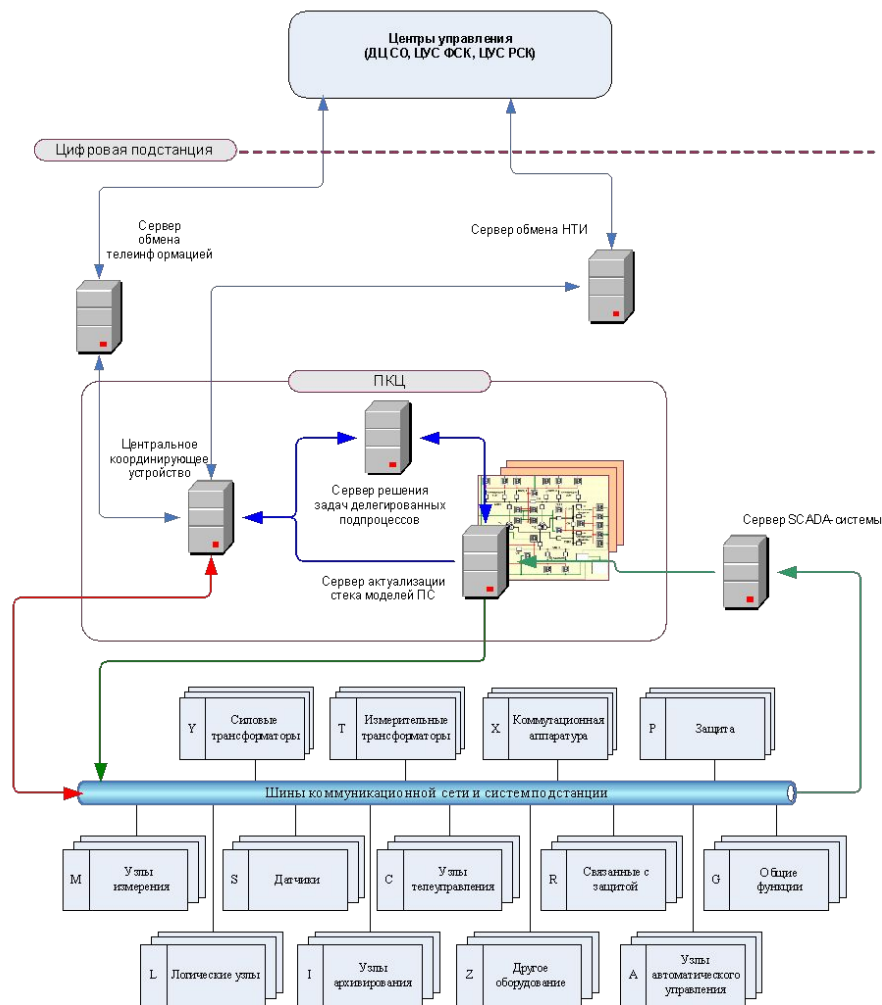 Центры управления
(ДЦ СО, ЦУС ФСК, ЦУС РСК)
Цифровая подстанция
Сервер
обмена
телеинформацией
Сервер обмена НТИ
ПКЦ
Центральное
координирующее
устройство
Сервер решения
задач делегированных
подпроцессов
Сервер SCADA-системы
Сервер актуализации
стека моделей ПС
Y
Силовые
трансформаторы
T
Измерительные
трансформаторы
X
Коммутационная
аппаратура
P
Защита
Шины коммуникационной сети и систем подстанции
M
Узлы
измерения
S
Датчики
C
Узлы
телеуправления
R
Связанные с
защитой
G
Общие
функции
L
Логические узлы
I
Узлы
архивирования
Z
Другое
оборудование
A
Узлы
автоматического
управления